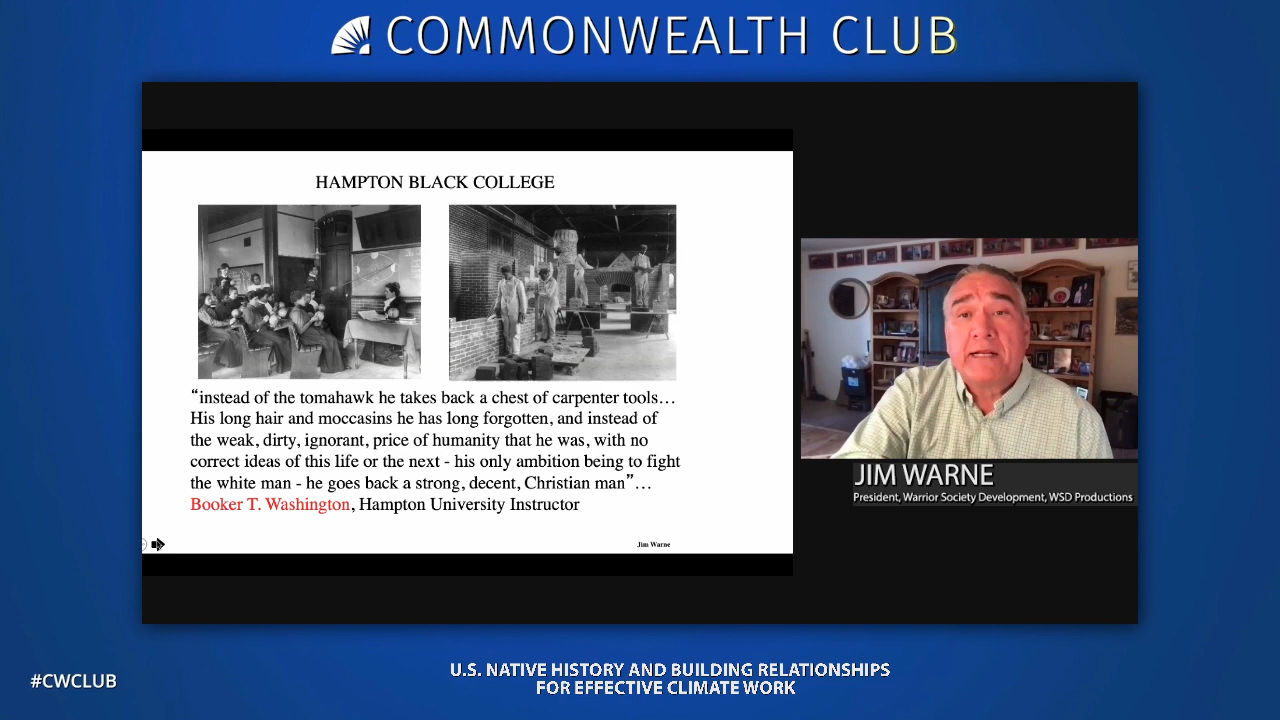 COMMONWEALTH CLUB
HAMPTON BLACK COLLEGE
“instead of the tomahawk he takes back a chest of carpenter tools…
His long hair and moccasins he has long forgotten, and instead of
the weak, dirty, ignorant, price of humanity that he was, with no
correct ideas of this life or the next - his only ambition being to fight
the white man - he goes back a strong, decent, Christian man”…
Booker T. Washington, Hampton University Instructor
Jim Warne
JIM WARNE
President, Warrior Society Development, WSD Productions
#CWCLUB
U.S. NATIVE HISTORY AND BUILDING RELATIONSHIPS
FOR EFFECTIVE CLIMATE WORK